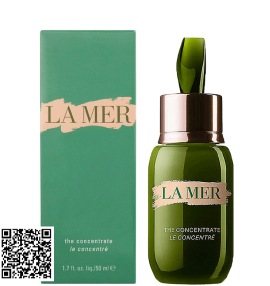 LA MER
the concentrate
le concentré
1.7 fl. oz. liq./50 ml ℮
LA MER
THE CONCENTRATE
LE CONCENTRÉ